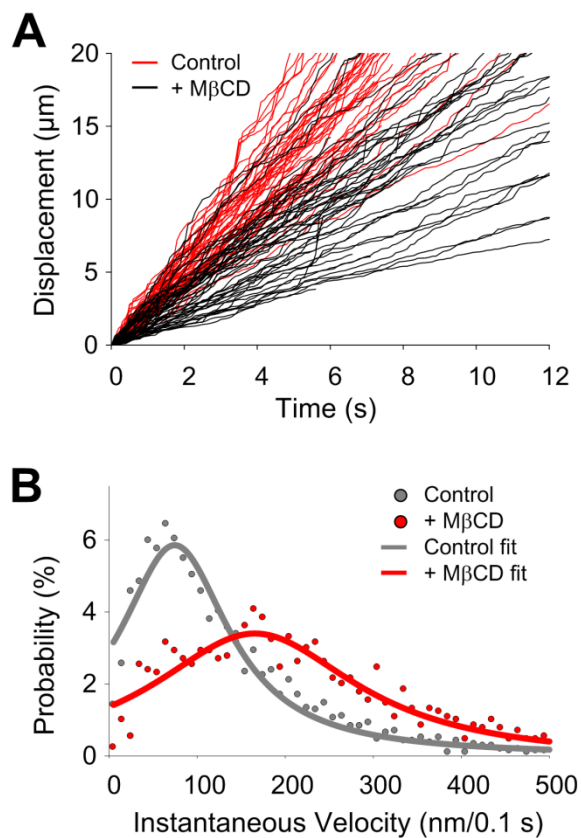 A
20
15
10
5
0
Displacement (μm)
Control
+ MβCD
0 2 4 6 8 10 12
Time (s)
B
6
4
2
0
Probability (%)
Control
+ MβCD
Control fit
+ MβCD fit
0 100 200 300 400 500
Instantaneous Velocity (nm/0.1 s)